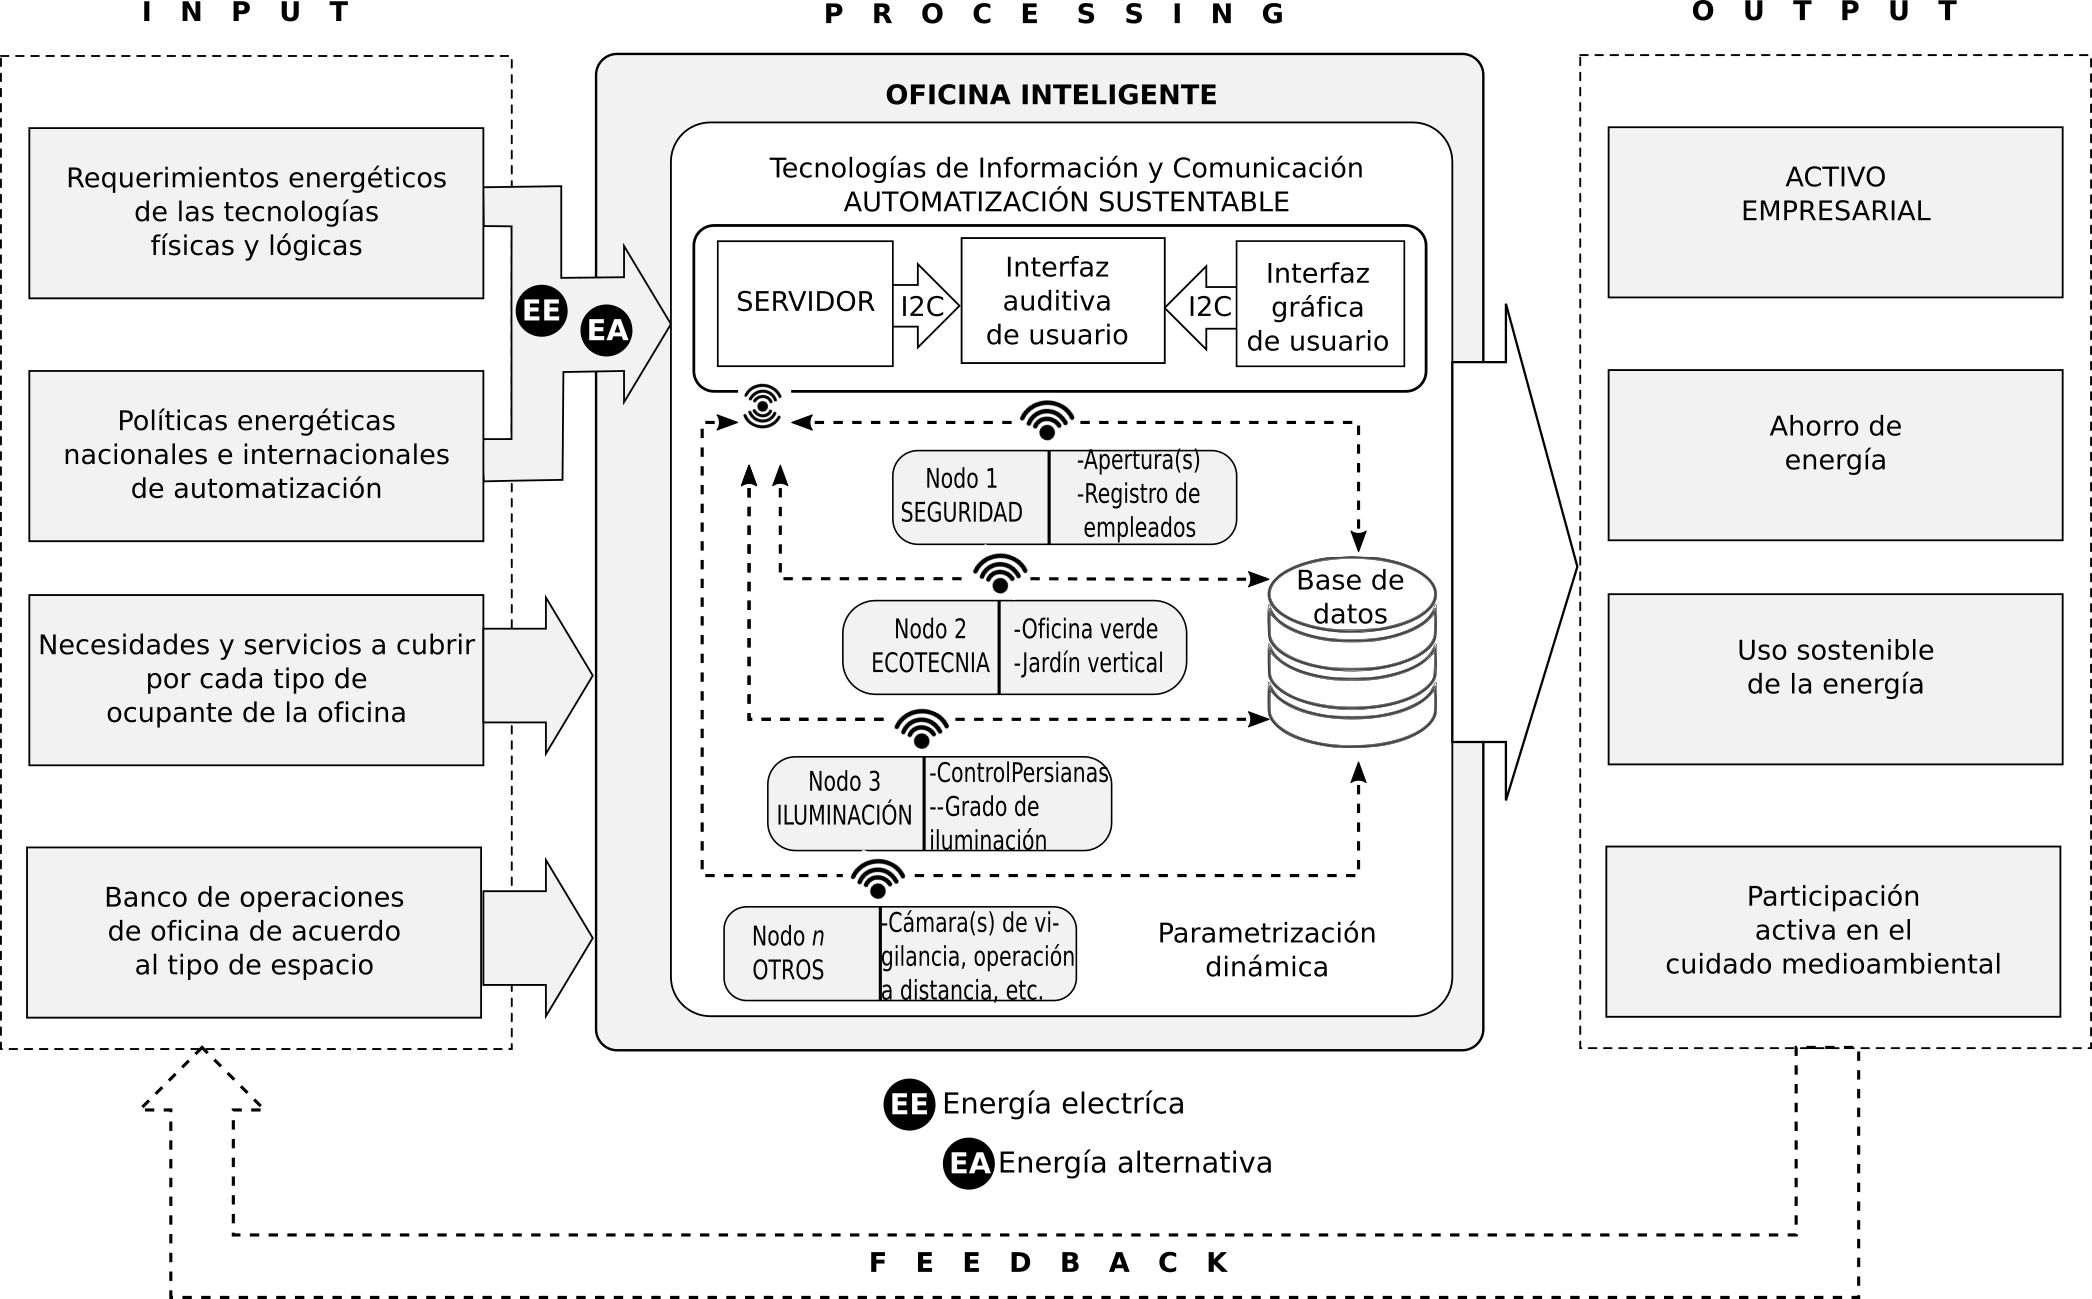 I N P U T
P R O C E S S I N G
O U T P U T
Requerimientos energéticos
de las tecnologías
físicas y lógicas
Políticas energéticas
nacionales e internacionales
de automatización
Necesidades y servicios a cubrir
por cada tipo de
ocupante de la oficina
Banco de operaciones
de oficina de acuerdo
al tipo de espacio
EE
EA
OFICINA INTELIGENTE
Tecnologías de Información y Comunicación
AUTOMATIZACIÓN SUSTENTABLE
SERVIDOR
I2C
Interfaz
auditiva
de usuario
I2C
Interfaz
gráfica
de usuario
Nodo 1
SEGURIDAD
-Apertura(s)
-Registro de
empleados
Nodo 2
ECOTECNIA
-Oficina verde
-Jardín vertical
Base de
datos
Nodo 3
ILUMINACIÓN
-ControlPersianas
--Grado de
iluminación
Nodo n
OTROS
-Cámara(s) de vi-
gilancia, operación
a distancia, etc.
Parametrización
dinámica
ACTIVO
EMPRESARIAL
Ahorro de
energía
Uso sostenible
de la energía
Participación
activa en el
cuidado medioambiental
EE Energía electríca
EA Energía alternativa
F E E D B A C K